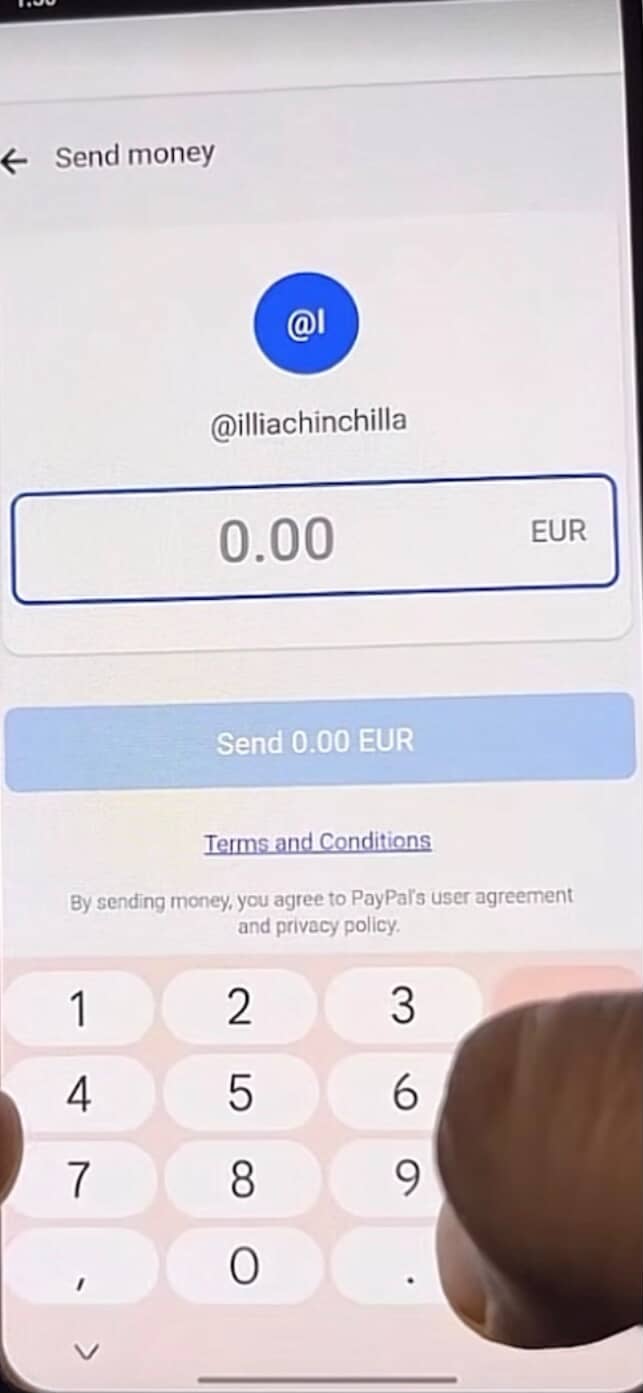 Send money
@I
@illiachinchilla
0.00 EUR
Send 0.00 EUR
Terms and Conditions
By sending money, you agree to PayPal's user agreement
and privacy policy.
1 2 3
4 5 6
7 8 9
, 0 .